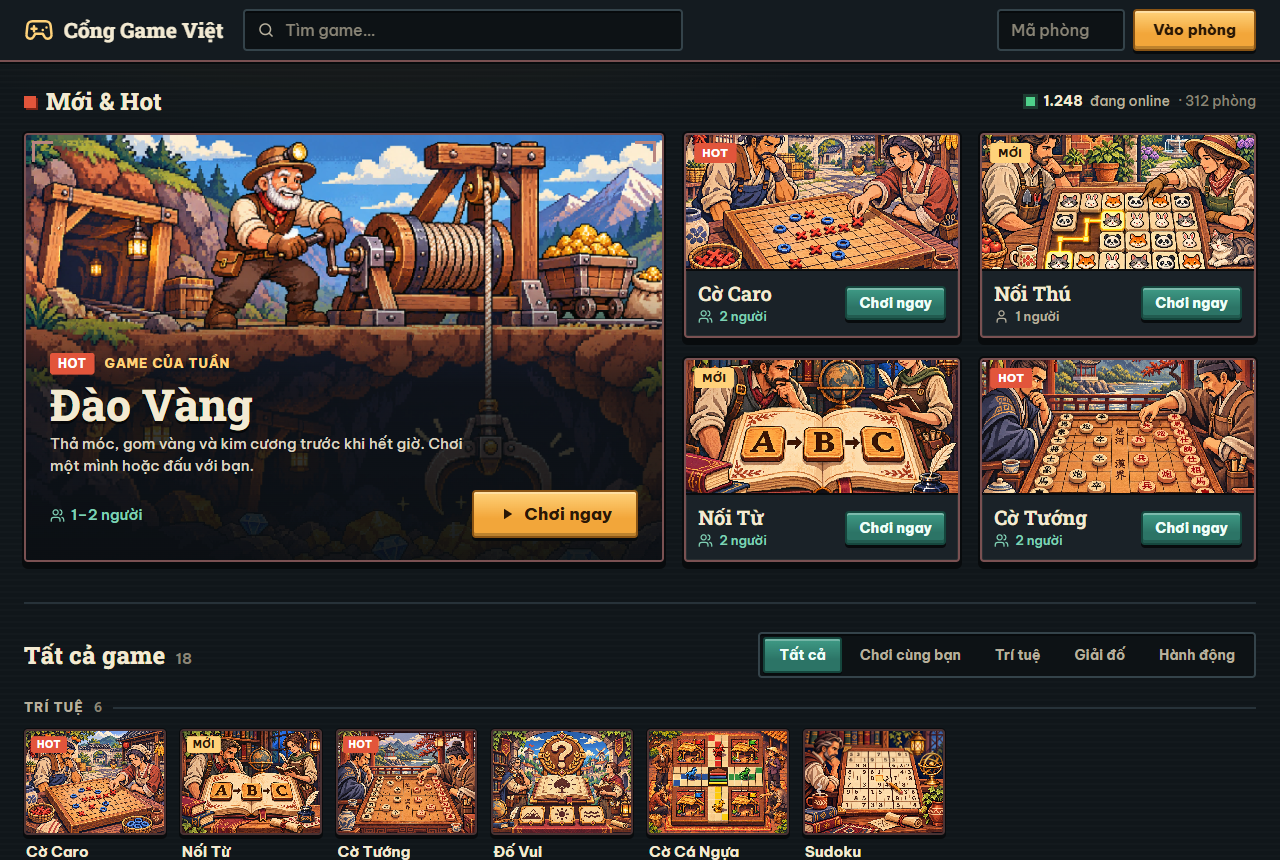 Cổng Game Việt
Tìm game...
Mã phòng
Vào phòng
Mới & Hot
1.248 đang online · 312 phòng
HOT
GAME CỦA TUẦN
Đào Vàng
Thả móc, gom vàng và kim cương trước khi hết giờ. Chơi
một mình hoặc đấu với bạn.
1–2 người
Chơi ngay
HOT
Cờ Caro
2 người
Chơi ngay
MỚI
Nối Thú
1 người
Chơi ngay
MỚI
A B C
Nối Từ
2 người
Chơi ngay
HOT
Cờ Tướng
2 người
Chơi ngay
Tất cả game 18
Tất cả
Chơi cùng bạn
Trí tuệ
Giải đố
Hành động
TRÍ TUỆ 6
HOT
Cờ Caro
MỚI
A B C
Nối Từ
HOT
Cờ Tướng
?
Đố Vui
Cờ Cá Ngựa
Sudoku